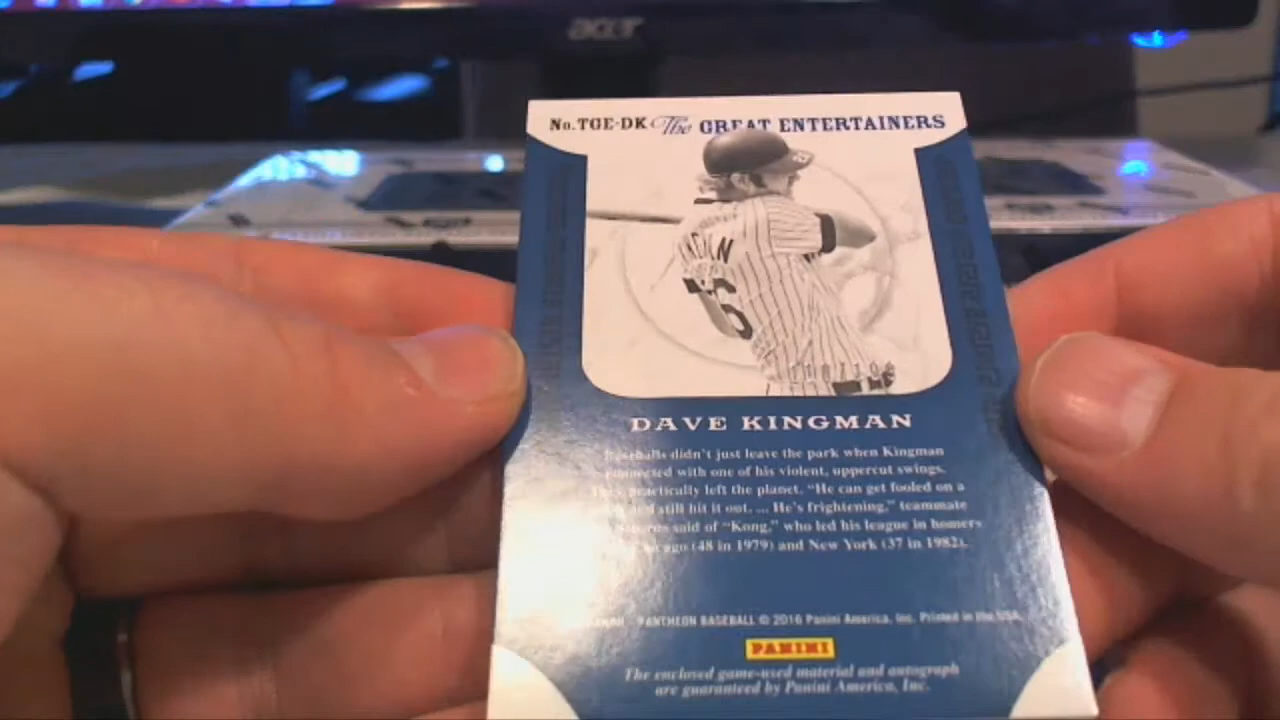 acer
No. TGE-DK The GREAT ENTERTAINERS
DAVE KINGMAN
Baseballs didn't just leave the park when Kingman
connected with one of his violent, uppercut swings.
They practically left the planet. "He can get fooled on a
and still hit it out. ... He's frightening," teammate
said of "Kong," who led his league in homers
Chicago (48 in 1979) and New York (37 in 1982).
PANTHEON BASEBALL © 2016 Panini America, Inc. Printed in the USA.
PANINI
The enclosed game-used material and autograph
are guaranteed by Panini America, Inc.